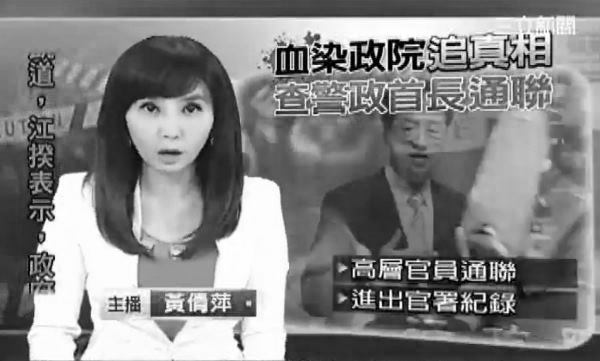 三立新聞
血染政院追真相
查警政首長通聯
道，江揆表示，政府
高層官員通聯
進出官署紀錄
主播 黃倩萍